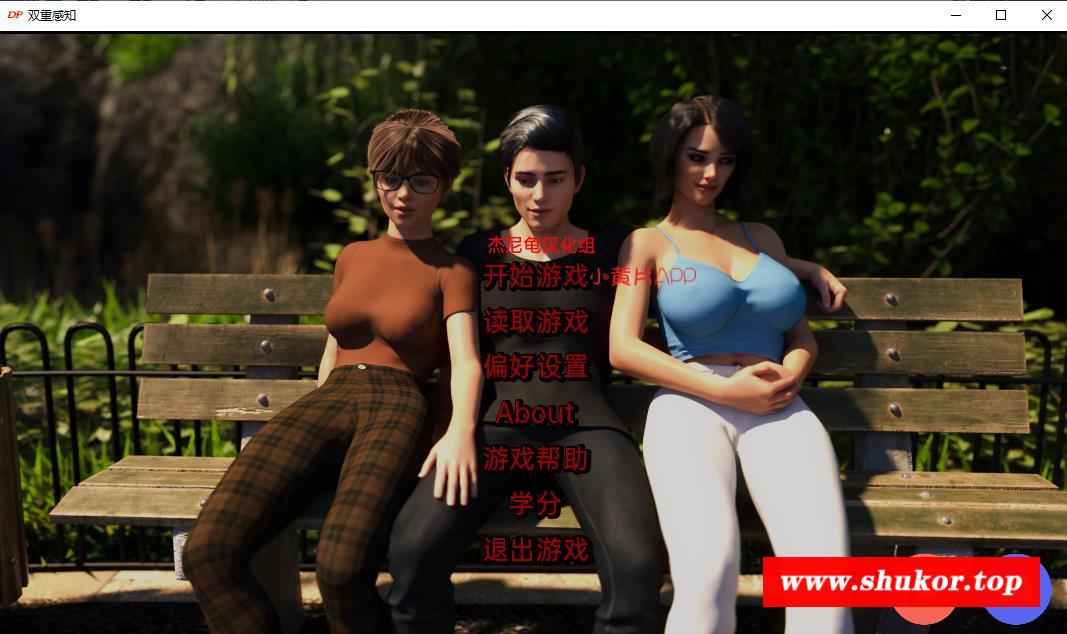 DP 双重感知
杰尼龟汉化组
开始游戏小黄片APP
读取游戏
偏好设置
About
游戏帮助
学分
退出游戏
www.shukor.top